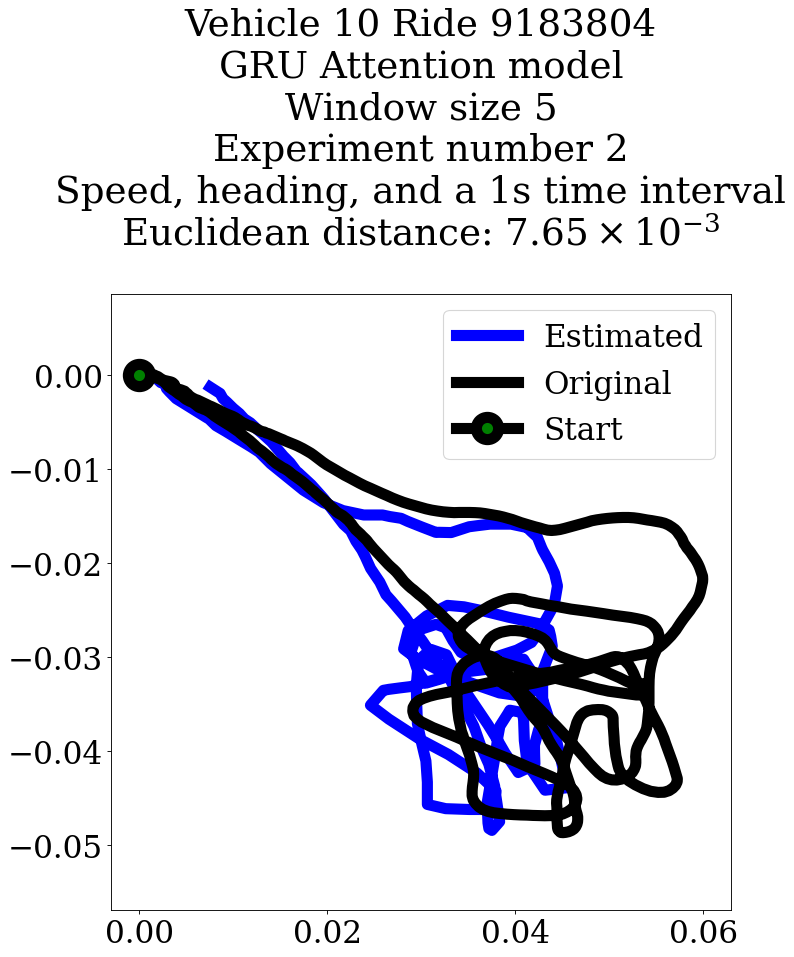 Vehicle 10 Ride 9183804
GRU Attention model
Window size 5
Experiment number 2
Speed, heading, and a 1s time interval
Euclidean distance: 7.65 × 10⁻³
Estimated
Original
Start
0.00
−0.01
−0.02
−0.03
−0.04
−0.05
0.00 0.02 0.04 0.06